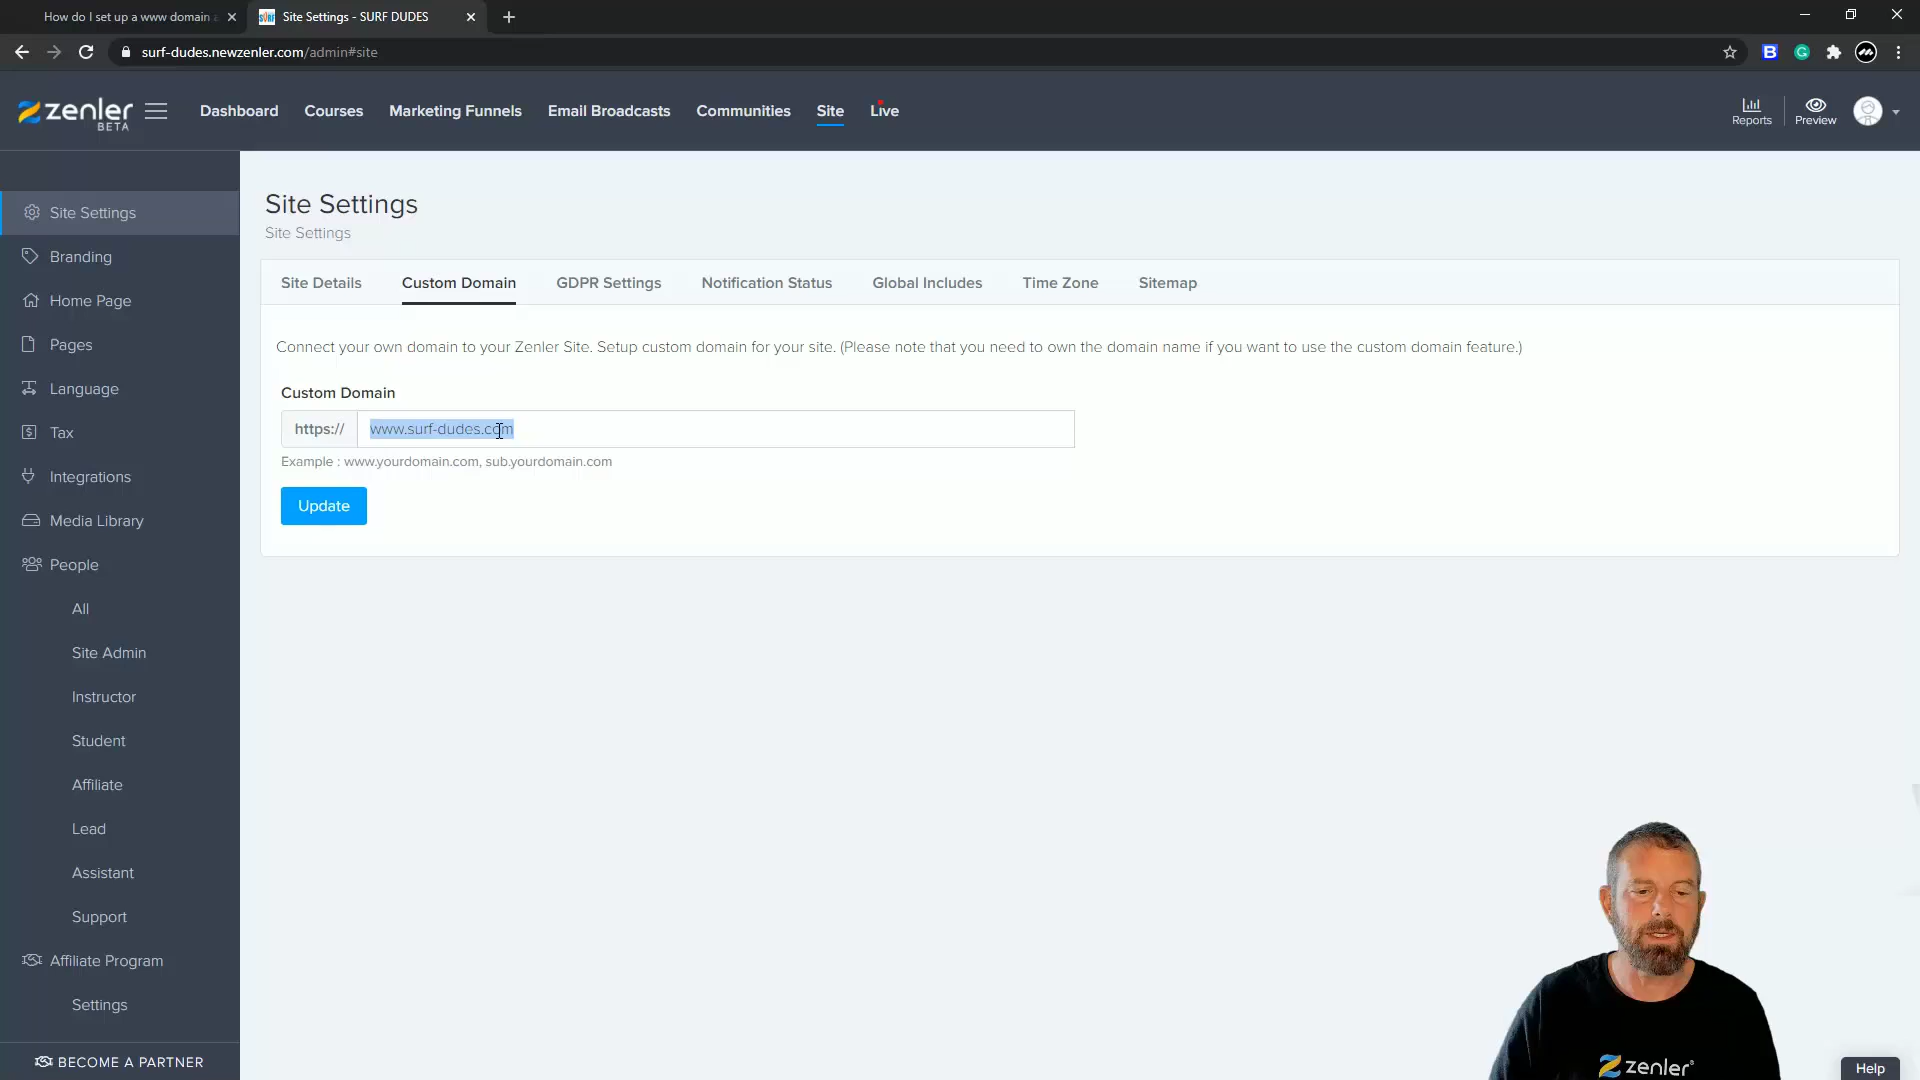 How do I set up a www domain
SURF
Site Settings - SURF DUDES
surf-dudes.newzenler.com/admin#site
B
G
zenler
BETA
Dashboard
Courses
Marketing Funnels
Email Broadcasts
Communities
Site
Live
Reports
Preview
Site Settings
Branding
Home Page
Pages
Language
Tax
Integrations
Media Library
People
All
Site Admin
Instructor
Student
Affiliate
Lead
Assistant
Support
Affiliate Program
Settings
BECOME A PARTNER
Site Settings
Site Settings
Site Details
Custom Domain
GDPR Settings
Notification Status
Global Includes
Time Zone
Sitemap
Connect your own domain to your Zenler Site. Setup custom domain for your site. (Please note that you need to own the domain name if you want to use the custom domain feature.)
Custom Domain
https://
www.surf-dudes.com
Example : www.yourdomain.com, sub.yourdomain.com
Update
zenler
Help